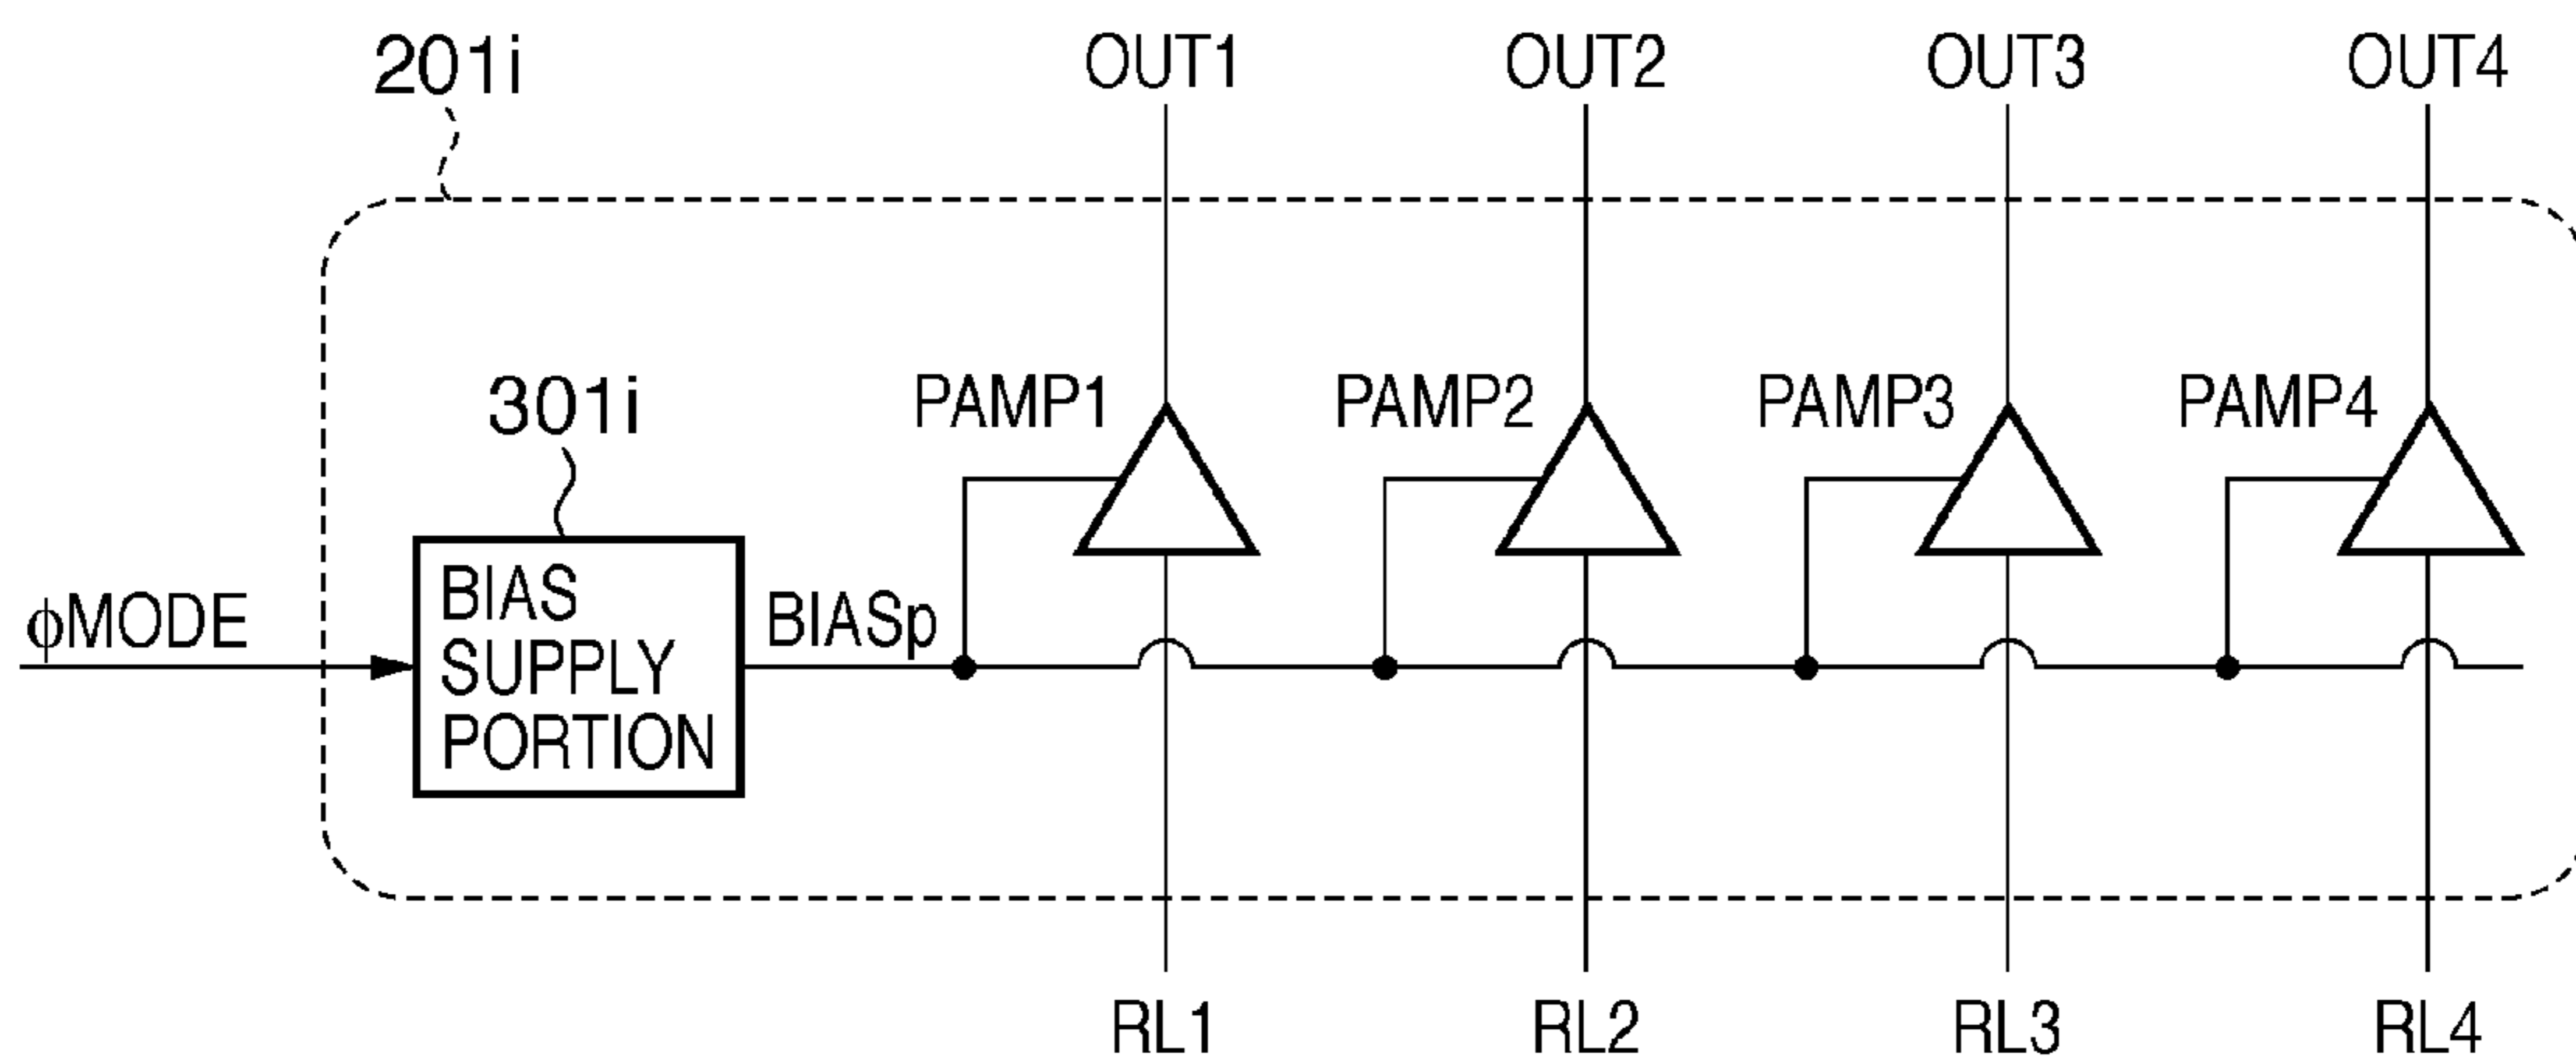 201i
OUT1
OUT2
OUT3
OUT4
301i
PAMP1
PAMP2
PAMP3
PAMP4
ϕMODE
BIAS
SUPPLY
PORTION
BIASp
RL1
RL2
RL3
RL4